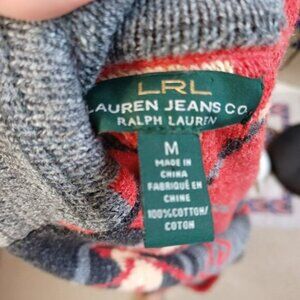 LRL
LAUREN JEANS CO.
RALPH LAUREN
M
MADE IN
CHINA
FABRIQUÉ EN
CHINE
100%COTTON/
COTON